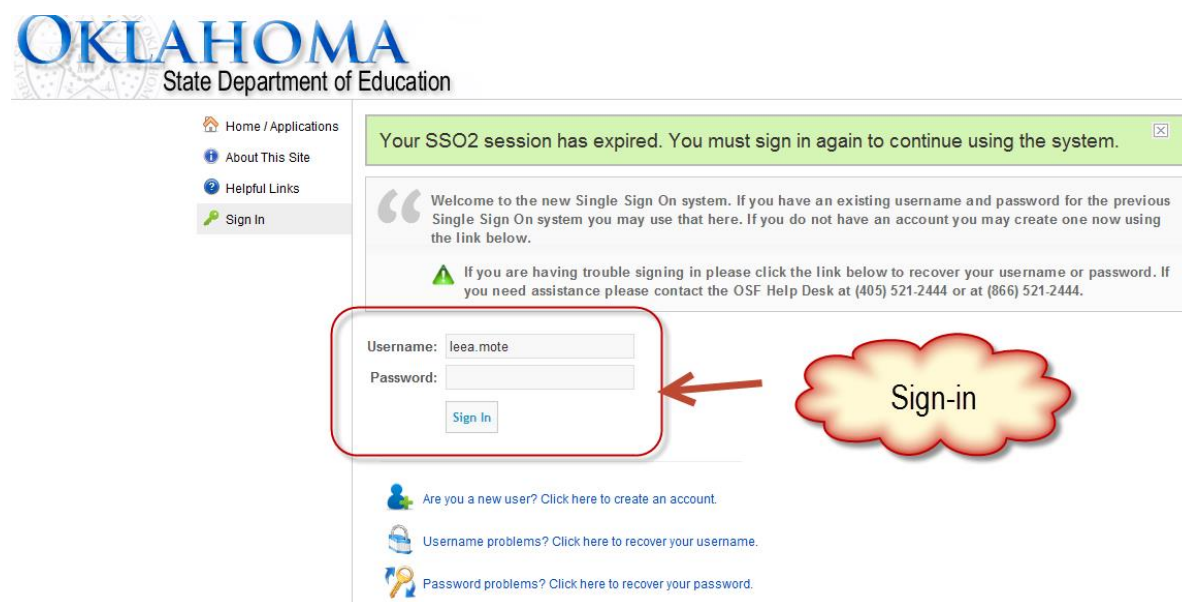 OKLAHOMA
State Department of Education
Home / Applications
About This Site
Helpful Links
Sign In
Your SSO2 session has expired. You must sign in again to continue using the system.
Welcome to the new Single Sign On system. If you have an existing username and password for the previous
Single Sign On system you may use that here. If you do not have an account you may create one now using
the link below.
If you are having trouble signing in please click the link below to recover your username or password. If
you need assistance please contact the OSF Help Desk at (405) 521-2444 or at (866) 521-2444.
Username: leea.mote
Password:
Sign In
Sign-in
Are you a new user? Click here to create an account.
Username problems? Click here to recover your username.
Password problems? Click here to recover your password.